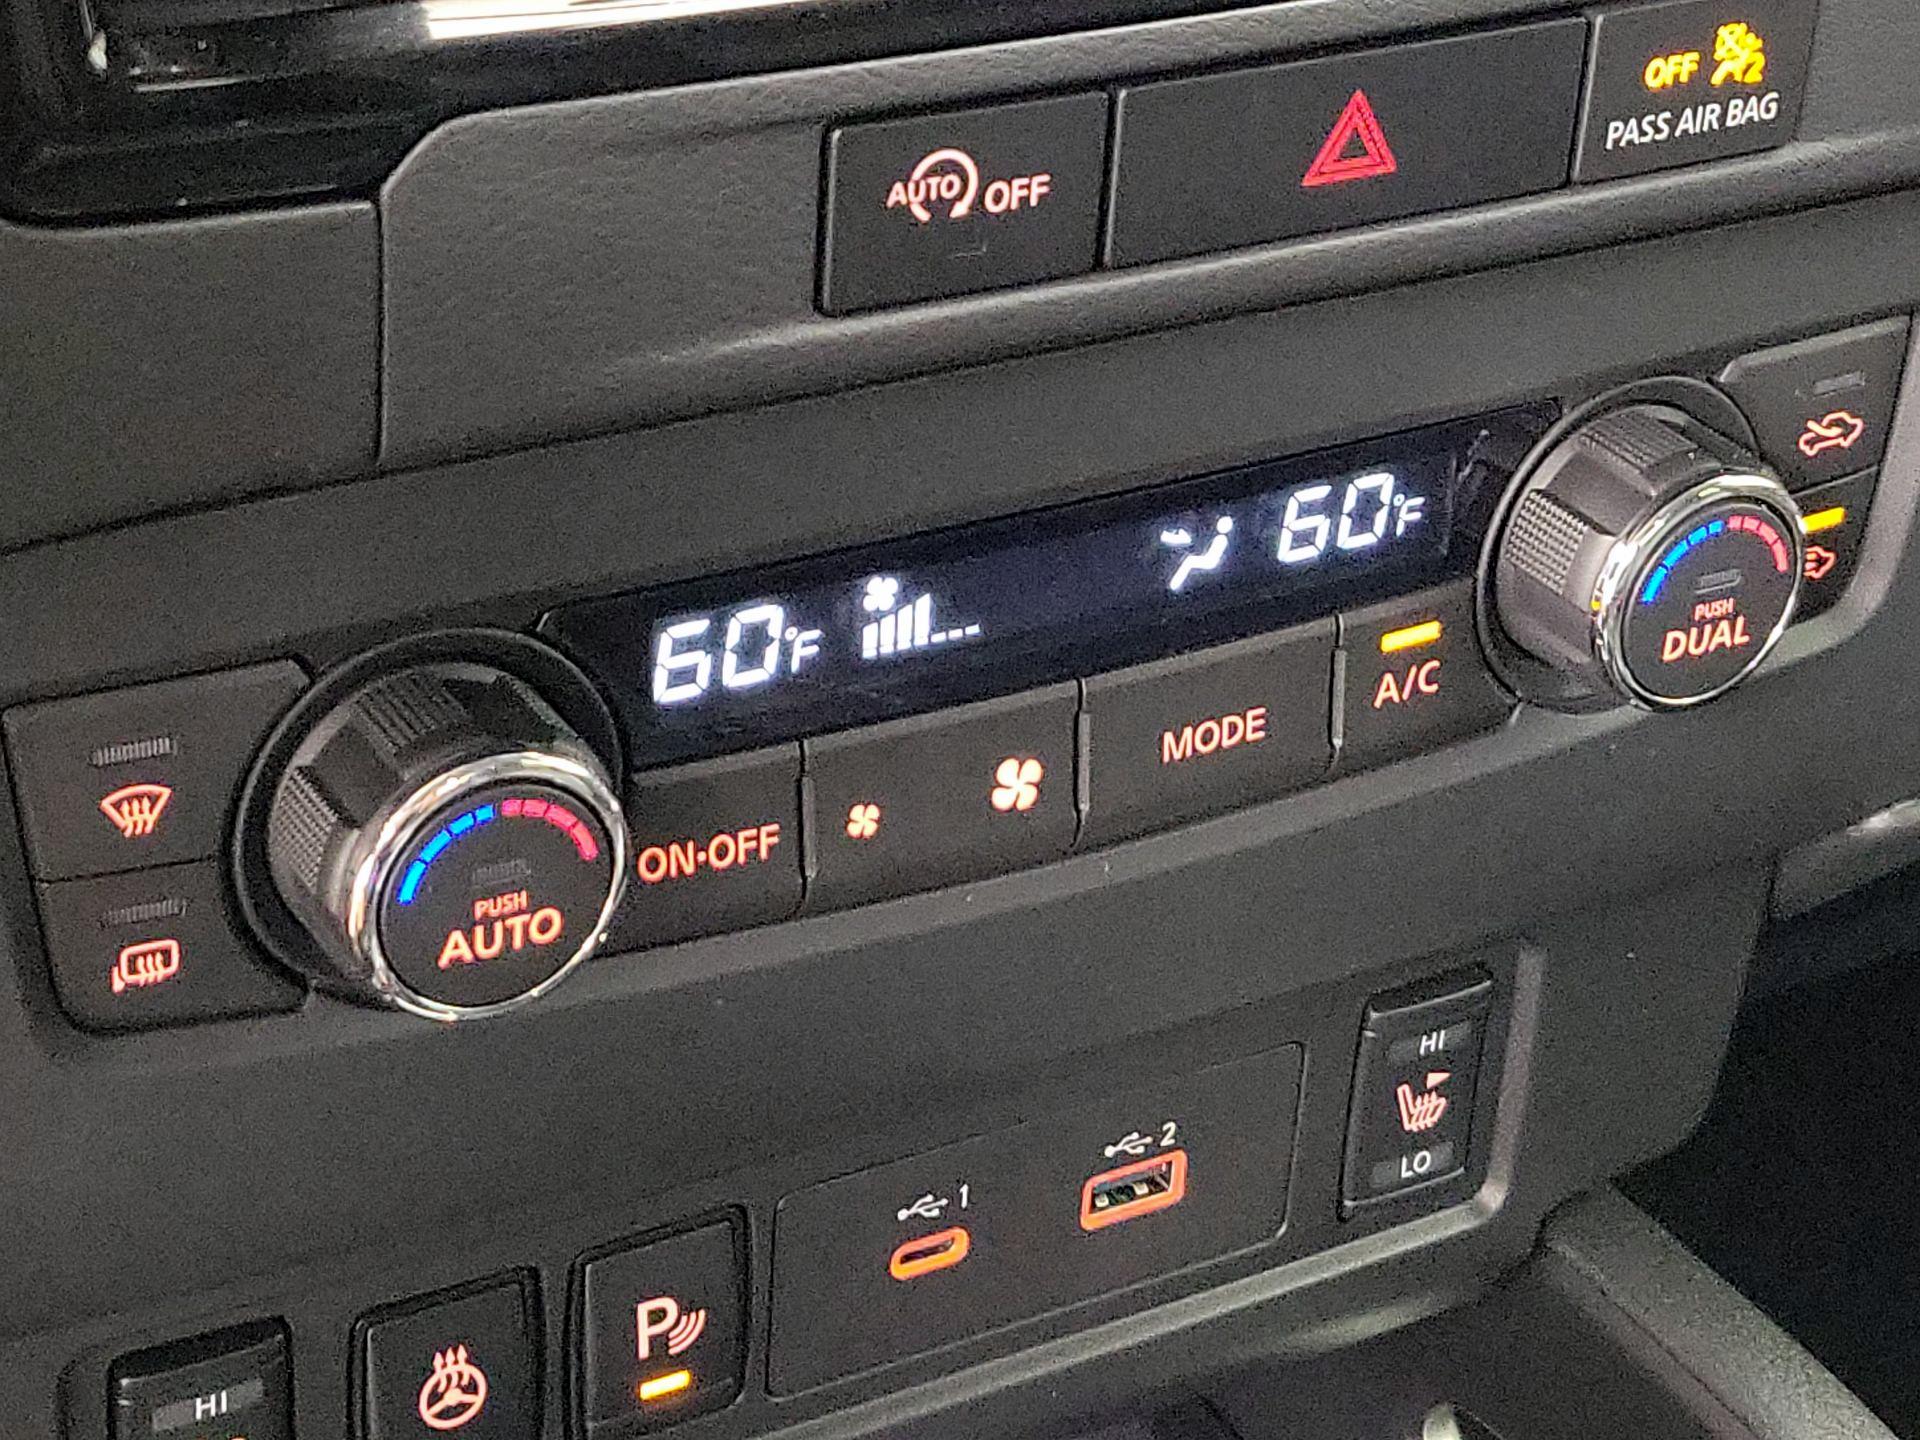 OFF 2
PASS AIR BAG
AUTO OFF
60°F
60°F
PUSH
DUAL
A/C
MODE
ON•OFF
PUSH
AUTO
HI
LO
2
1
P
HI